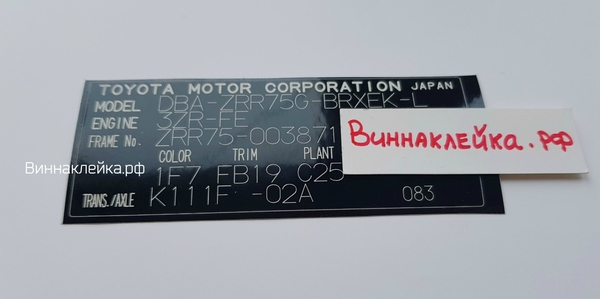 TOYOTA MOTOR CORPORATION JAPAN
MODEL DBA-ZRR75G-BRXEK-L
ENGINE 3ZR-FE
FRAME No. ZRR75-003871
COLOR TRIM PLANT
1F7 FB19 C25
TRANS./AXLE K111F -02A 083
Виннаклейка.рф
Виннаклейка.рф